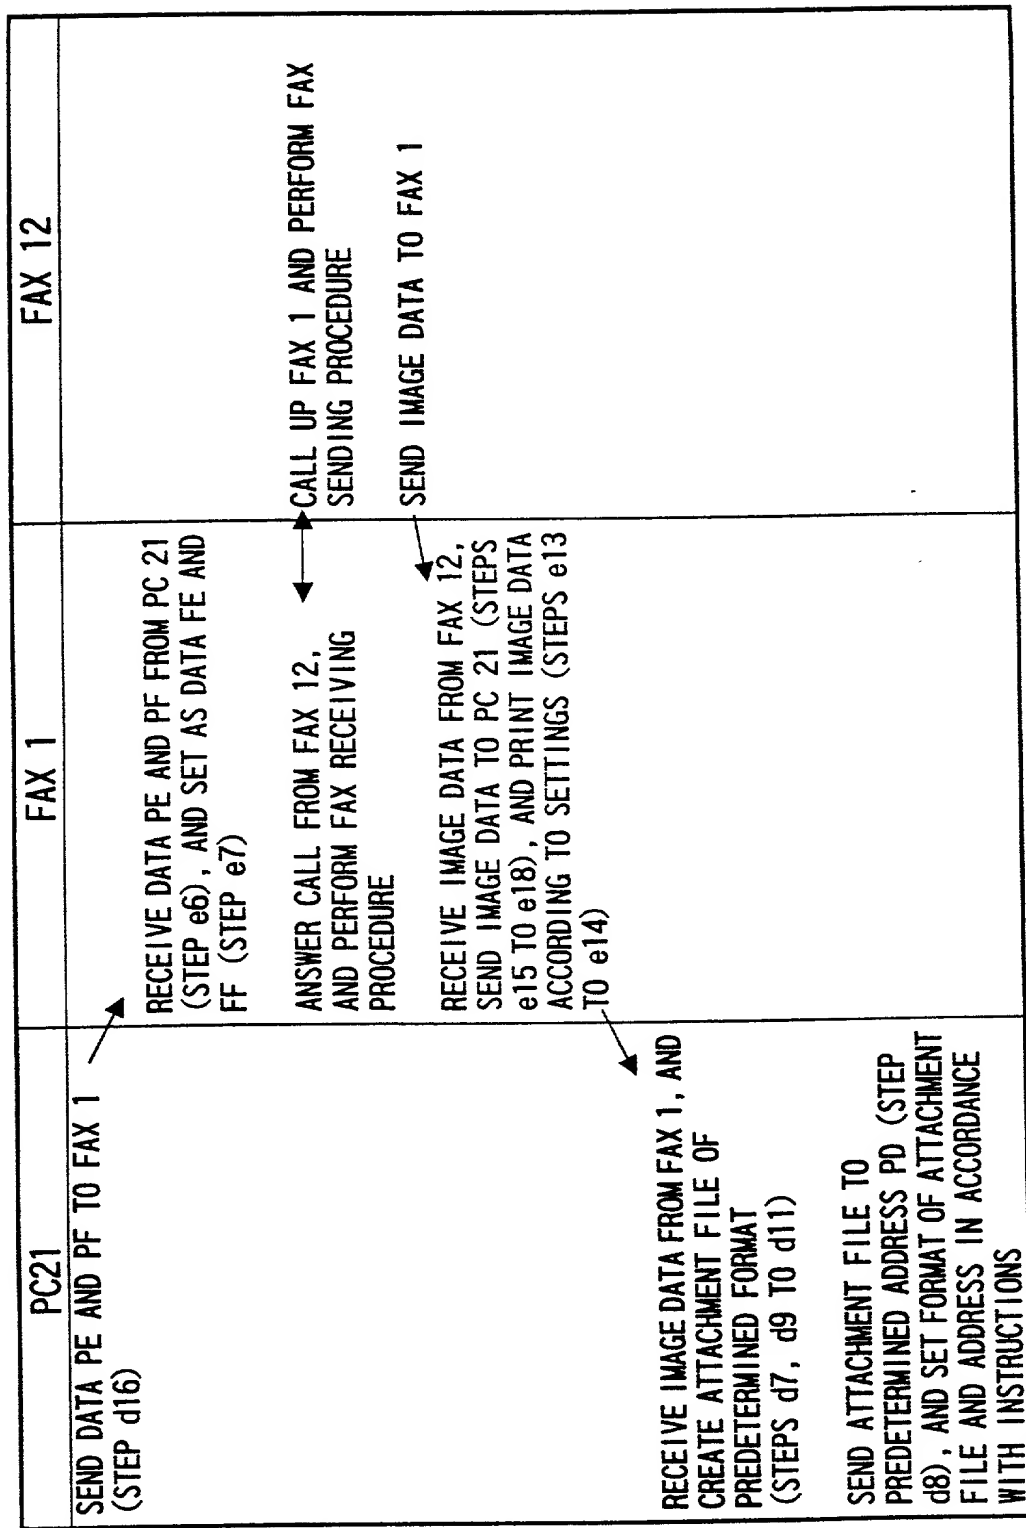 PC21
FAX 1
FAX 12
SEND DATA PE AND PF TO FAX 1
(STEP d16)
RECEIVE DATA PE AND PF FROM PC 21
(STEP e6), AND SET AS DATA FE AND
FF (STEP e7)
ANSWER CALL FROM FAX 12,
AND PERFORM FAX RECEIVING
PROCEDURE
CALL UP FAX 1 AND PERFORM FAX
SENDING PROCEDURE
SEND IMAGE DATA TO FAX 1
RECEIVE IMAGE DATA FROM FAX 12,
SEND IMAGE DATA TO PC 21 (STEPS
e15 TO e18), AND PRINT IMAGE DATA
ACCORDING TO SETTINGS (STEPS e13
TO e14)
RECEIVE IMAGE DATA FROM FAX 1, AND
CREATE ATTACHMENT FILE OF
PREDETERMINED FORMAT
(STEPS d7, d9 TO d11)
SEND ATTACHMENT FILE TO
PREDETERMINED ADDRESS PD (STEP
d8), AND SET FORMAT OF ATTACHMENT
FILE AND ADDRESS IN ACCORDANCE
WITH INSTRUCTIONS